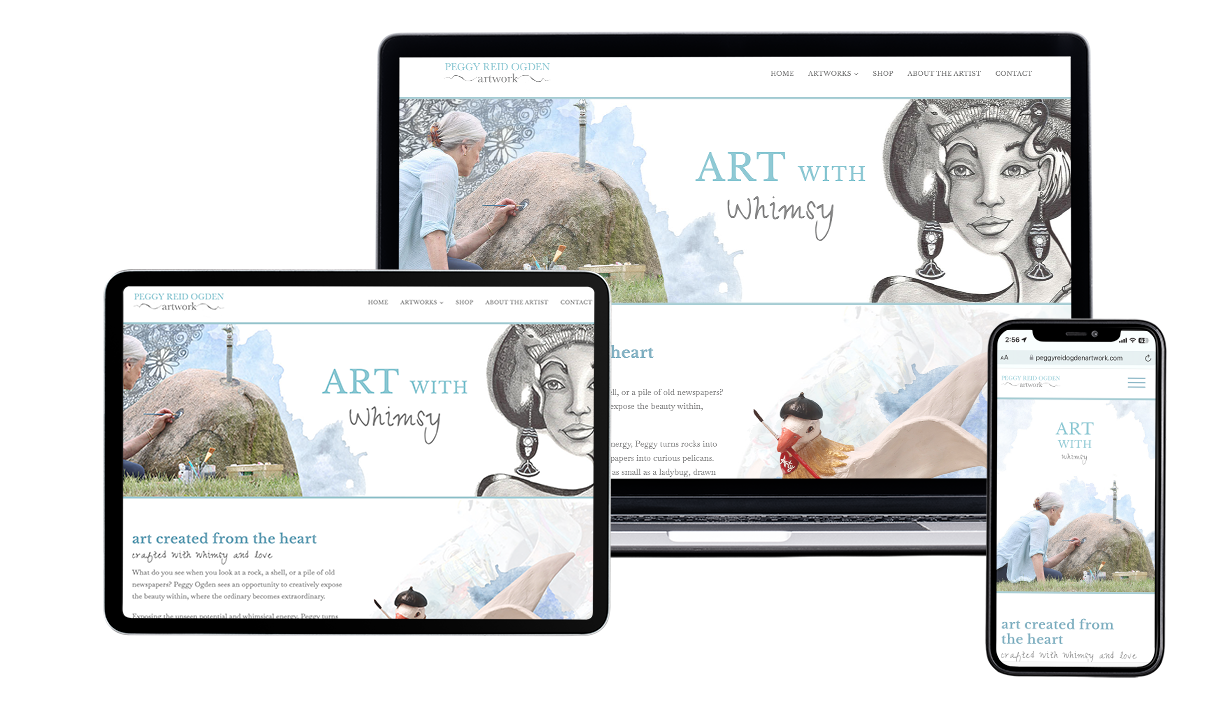 PEGGY REID OGDEN
artwork
HOME ARTWORKS SHOP ABOUT THE ARTIST CONTACT
ART WITH
Whimsy
heart
or a pile of old newspapers?
expose the beauty within,
Peggy turns rocks into
papers into curious pelicans.
as small as a ladybug, drawn
PEGGY REID OGDEN
artwork
HOME ARTWORKS SHOP ABOUT THE ARTIST CONTACT
ART WITH
Whimsy
art created from the heart
crafted with whimsy and love
What do you see when you look at a rock, a shell, or a pile of old
newspapers? Peggy Ogden sees an opportunity to creatively expose
the beauty within, where the ordinary becomes extraordinary.
Exposing the unseen potential and whimsical energy, Peggy turns
2:56
AA peggyreidogdenartwork.com
PEGGY REID OGDEN
artwork
ART
WITH
Whimsy
art created from
the heart
crafted with whimsy and love